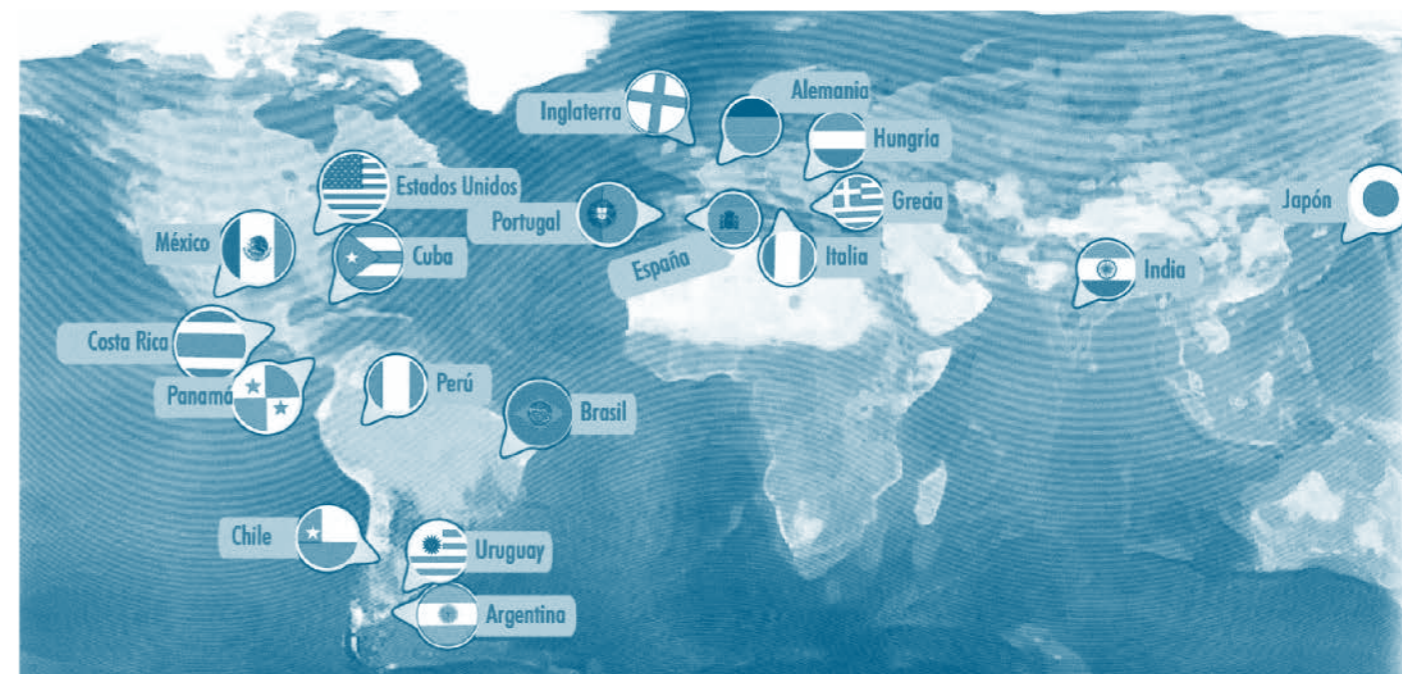 Alemania
Inglaterra
Hungría
Estados Unidos
Japón
Grecia
Portugal
México
Cuba
España
Italia
India
Costa Rica
Panamá
Perú
Brasil
Chile
Uruguay
Argentina